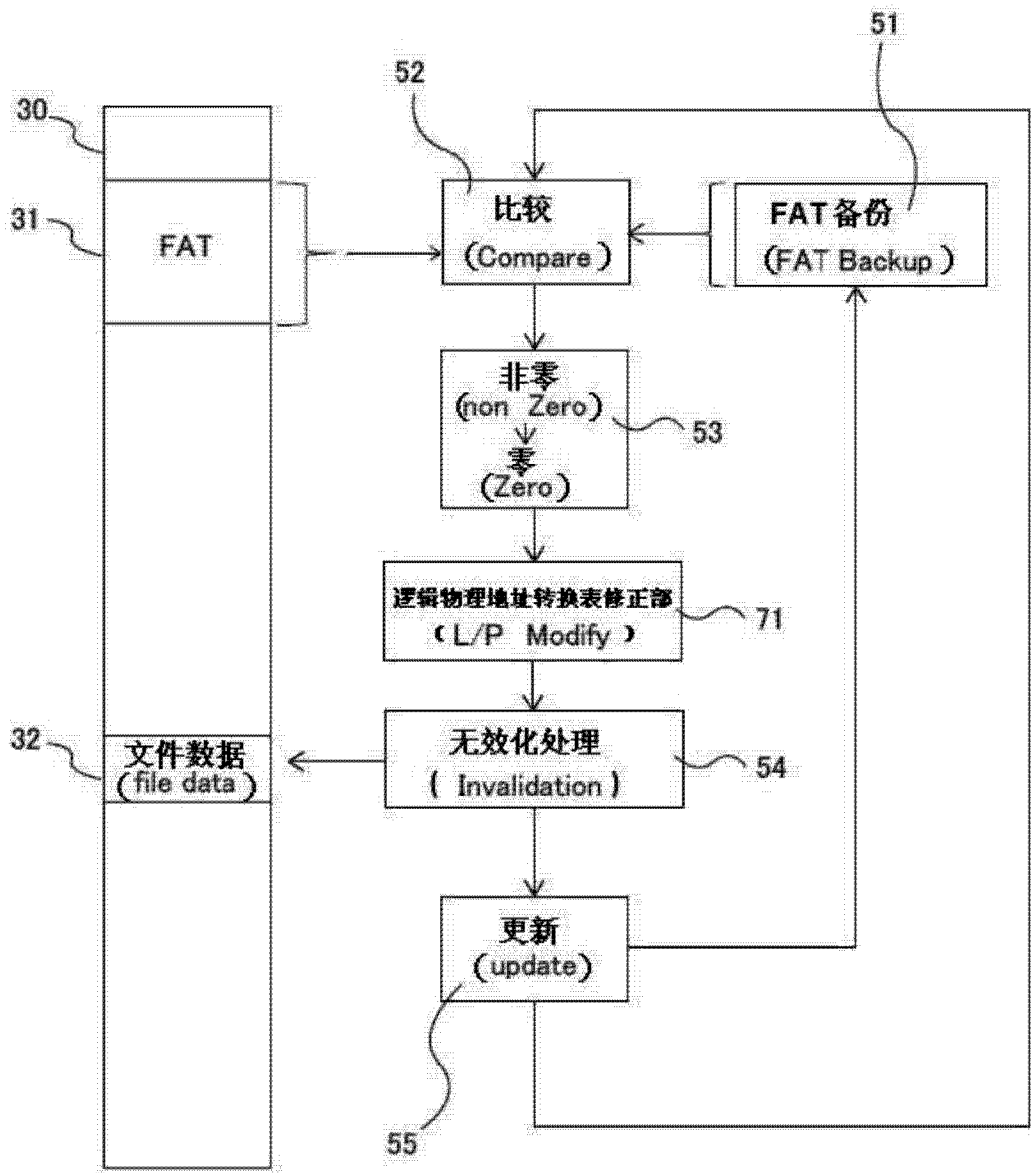 51
52
30
比较
(Compare)
FAT备份
(FAT Backup)
31
FAT
非零
(non Zero)
零
(Zero)
53
逻辑物理地址转换表修正部
(L/P Modify)
71
32
文件数据
(file data)
无效化处理
(Invalidation)
54
更新
(update)
55